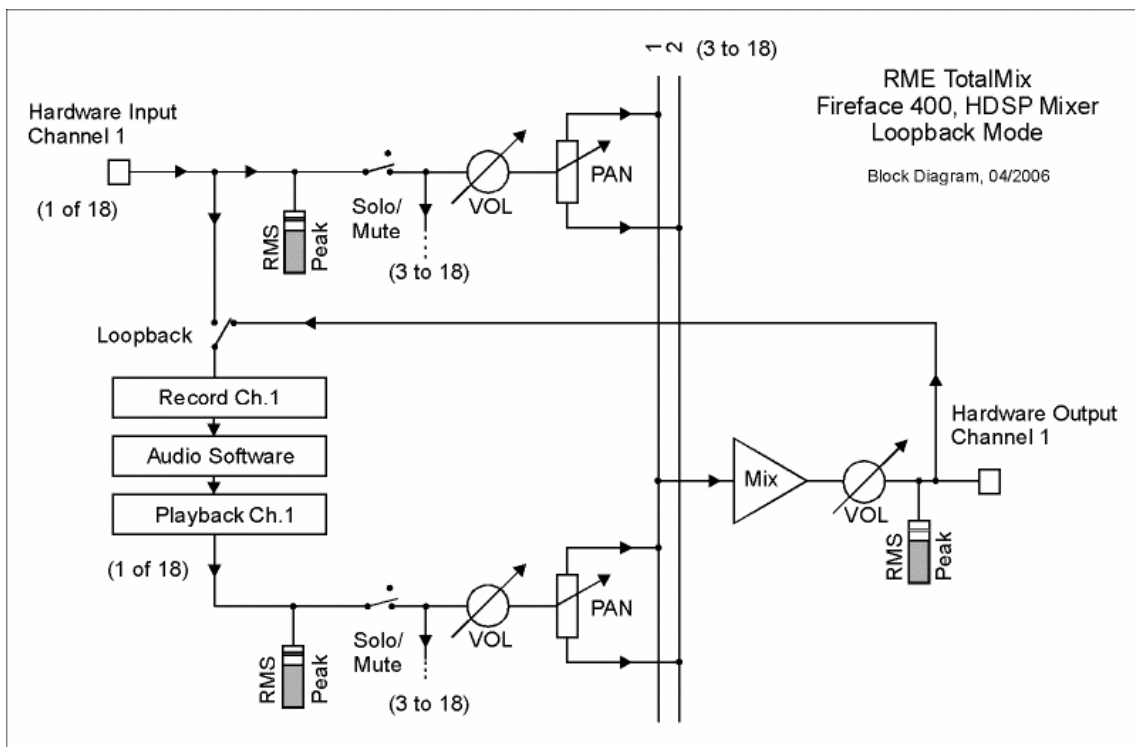 1 2 (3 to 18)
RME TotalMix
Fireface 400, HDSP Mixer
Loopback Mode
Block Diagram, 04/2006
Hardware Input
Channel 1
(1 of 18)
RMS
Peak
Solo/
Mute
(3 to 18)
VOL
PAN
Loopback
Record Ch.1
Audio Software
Playback Ch.1
(1 of 18)
Hardware Output
Channel 1
Mix
VOL
RMS
Peak
RMS
Peak
Solo/
Mute
(3 to 18)
VOL
PAN